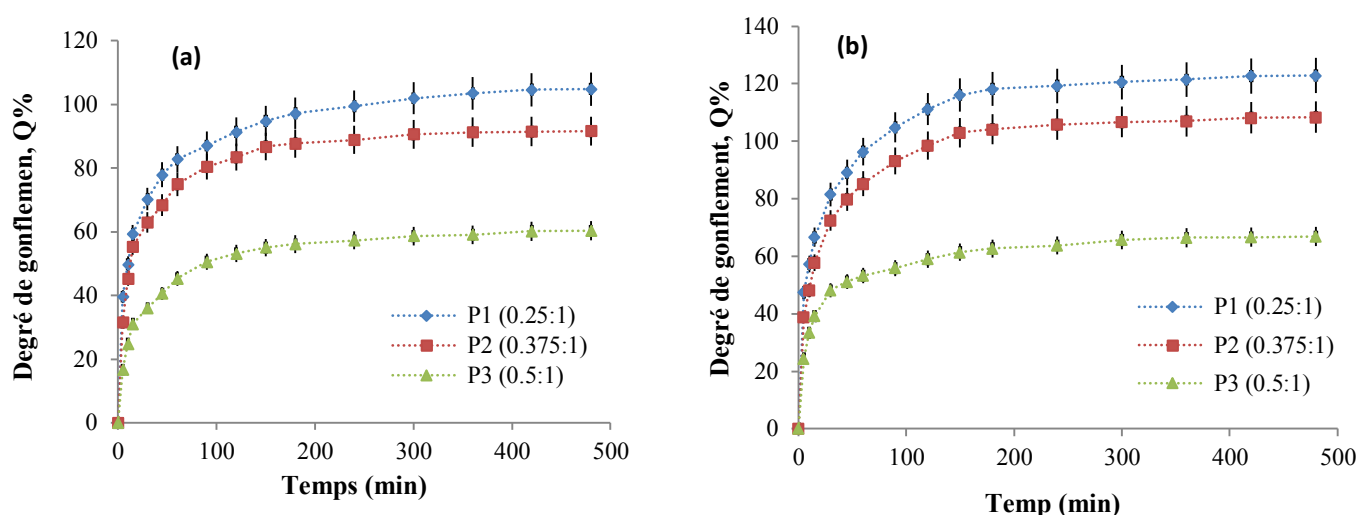 (a)
Degré de gonflement, Q%
120
100
80
60
40
20
0
P1 (0.25:1)
P2 (0.375:1)
P3 (0.5:1)
0 100 200 300 400 500
Temps (min)
(b)
Degré de gonflement, Q%
140
120
100
80
60
40
20
0
P1 (0.25:1)
P2 (0.375:1)
P3 (0.5:1)
0 100 200 300 400 500
Temp (min)